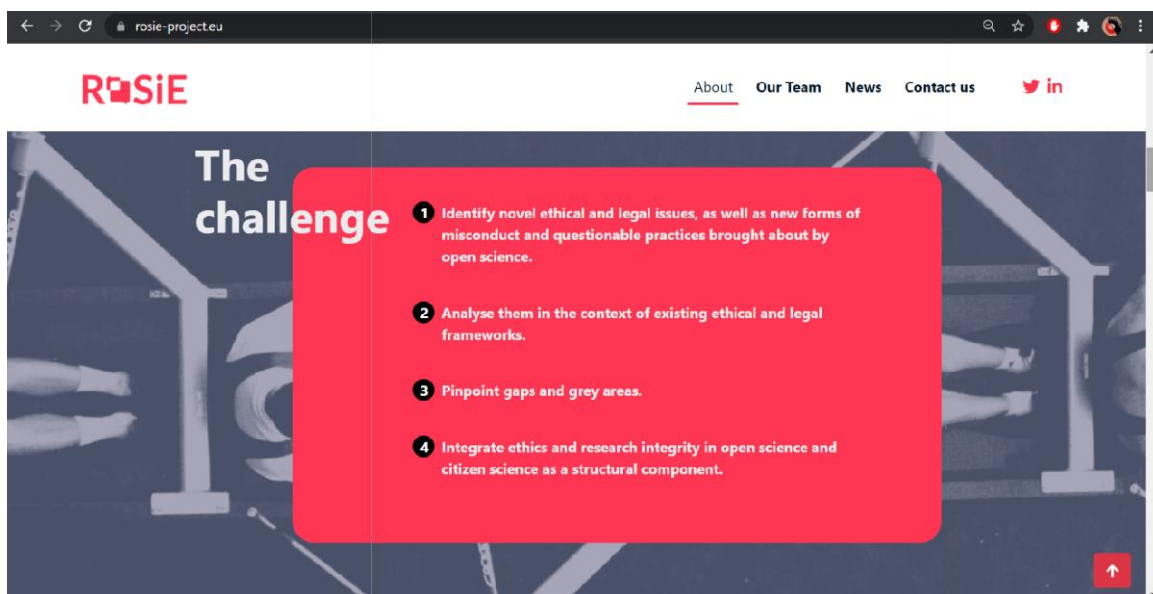 rosie-project.eu
RoSiE
About Our Team News Contact us
The
challenge
1 Identify novel ethical and legal issues, as well as new forms of
misconduct and questionable practices brought about by
open science.
2 Analyse them in the context of existing ethical and legal
frameworks.
3 Pinpoint gaps and grey areas.
4 Integrate ethics and research integrity in open science and
citizen science as a structural component.